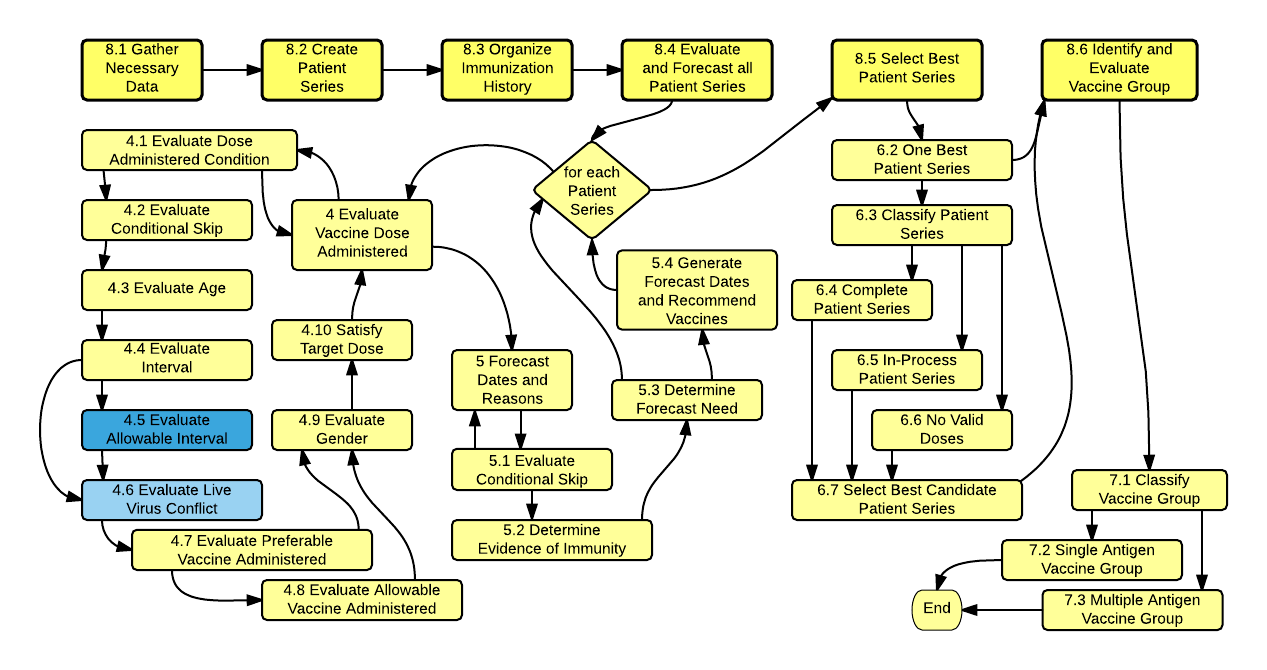 8.1 Gather
Necessary
Data
8.2 Create
Patient
Series
8.3 Organize
Immunization
History
8.4 Evaluate
and Forecast all
Patient Series
8.5 Select Best
Patient Series
8.6 Identify and
Evaluate
Vaccine Group
4.1 Evaluate Dose
Administered Condition
4.2 Evaluate
Conditional Skip
4.3 Evaluate Age
4.4 Evaluate
Interval
4.5 Evaluate
Allowable Interval
4.6 Evaluate Live
Virus Conflict
4.7 Evaluate Preferable
Vaccine Administered
4.8 Evaluate Allowable
Vaccine Administered
4.9 Evaluate
Gender
4.10 Satisfy
Target Dose
4 Evaluate
Vaccine Dose
Administered
for each
Patient
Series
5 Forecast
Dates and
Reasons
5.1 Evaluate
Conditional Skip
5.2 Determine
Evidence of Immunity
5.3 Determine
Forecast Need
5.4 Generate
Forecast Dates
and Recommend
Vaccines
6.2 One Best
Patient Series
6.3 Classify Patient
Series
6.4 Complete
Patient Series
6.5 In-Process
Patient Series
6.6 No Valid
Doses
6.7 Select Best Candidate
Patient Series
7.1 Classify
Vaccine Group
7.2 Single Antigen
Vaccine Group
7.3 Multiple Antigen
Vaccine Group
End